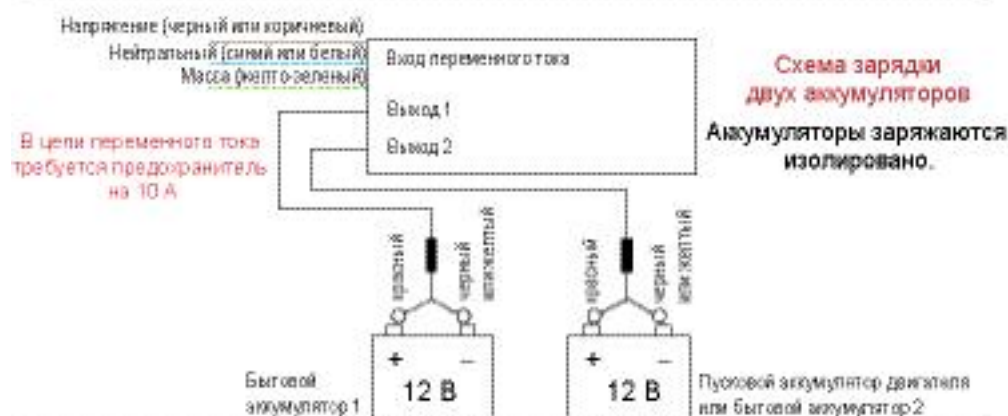 Напряжение (черный или коричневый)
Нейтральный (синий или белый)
Масса (желто-зеленый)
Вход переменного тока
Выход 1
Выход 2
Схема зарядки
двух аккумуляторов
Аккумуляторы заряжаются
изолировано.
В цепи переменного тока
требуется предохранитель
на 10 А
красный
черный
или желтый
красный
черный
или желтый
+ –
12 В
+ –
12 В
Бытовой
аккумулятор 1
Пусковой аккумулятор двигателя
или бытовой аккумулятор 2